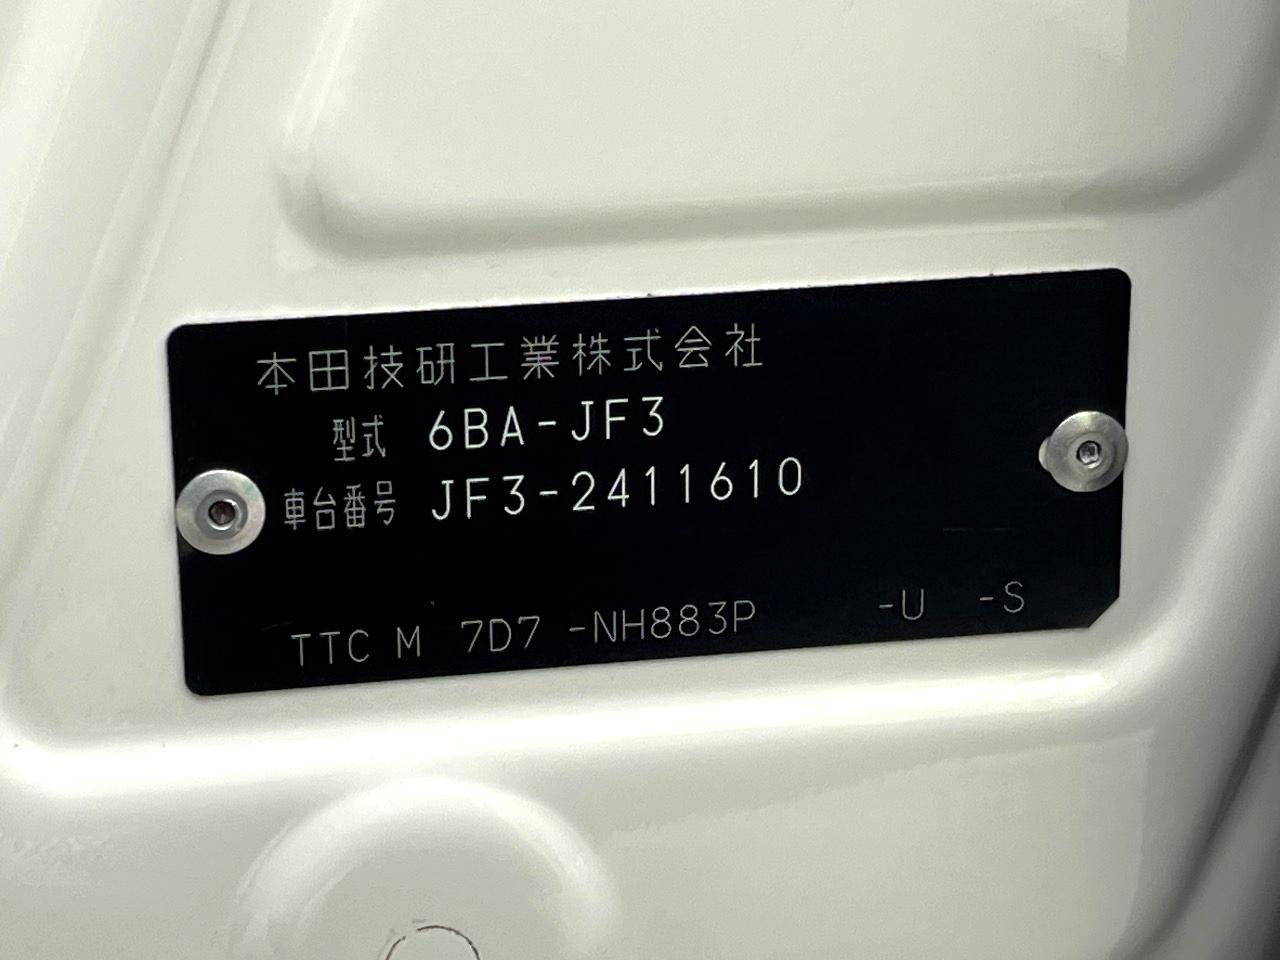 本田技研工業株式会社
型式 6BA-JF3
車台番号 JF3-2411610
TTC M 7D7 -NH883P -U -S